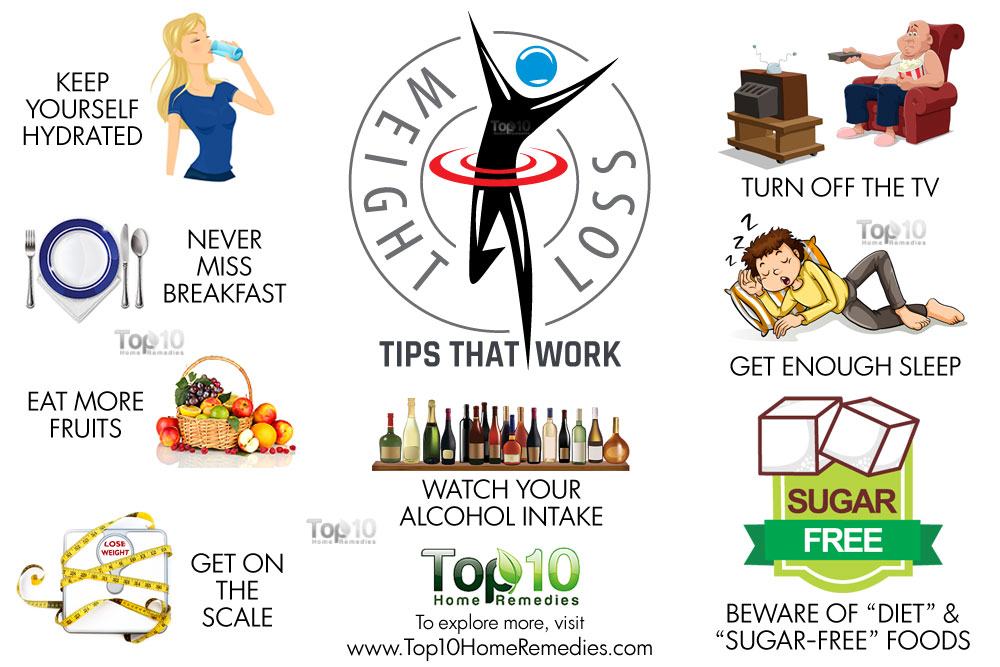 KEEP
YOURSELF
HYDRATED
NEVER
MISS
BREAKFAST
Top10
Home Remedies
EAT MORE
FRUITS
LOSE
WEIGHT
GET ON
THE
SCALE
WEIGHT
LOSS
Top10
TIPS THAT WORK
WATCH YOUR
ALCOHOL INTAKE
Top10
Home Remedies
Top10
Home Remedies
To explore more, visit
www.Top10HomeRemedies.com
TURN OFF THE TV
Top10
Home Remedies
Z
Z
Z
GET ENOUGH SLEEP
SUGAR
FREE
BEWARE OF “DIET” &
“SUGAR-FREE” FOODS